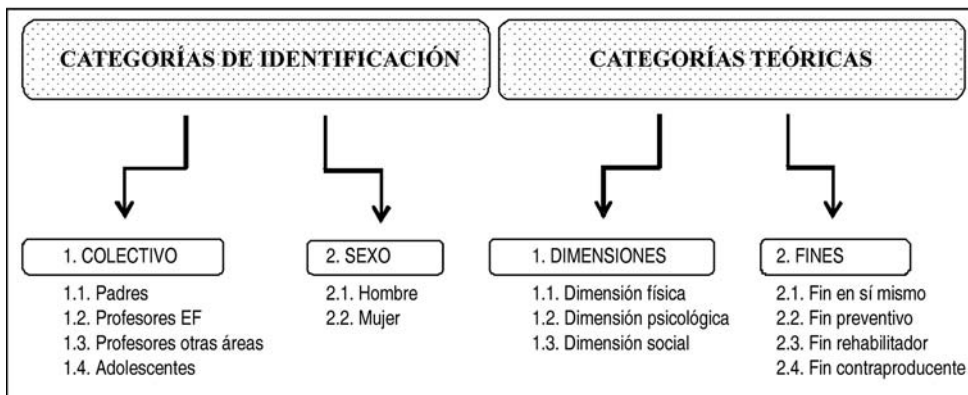 CATEGORÍAS DE IDENTIFICACIÓN
1. COLECTIVO
1.1. Padres
1.2. Profesores EF
1.3. Profesores otras áreas
1.4. Adolescentes
2. SEXO
2.1. Hombre
2.2. Mujer
CATEGORÍAS TEÓRICAS
1. DIMENSIONES
1.1. Dimensión física
1.2. Dimensión psicológica
1.3. Dimensión social
2. FINES
2.1. Fin en sí mismo
2.2. Fin preventivo
2.3. Fin rehabilitador
2.4. Fin contraproducente